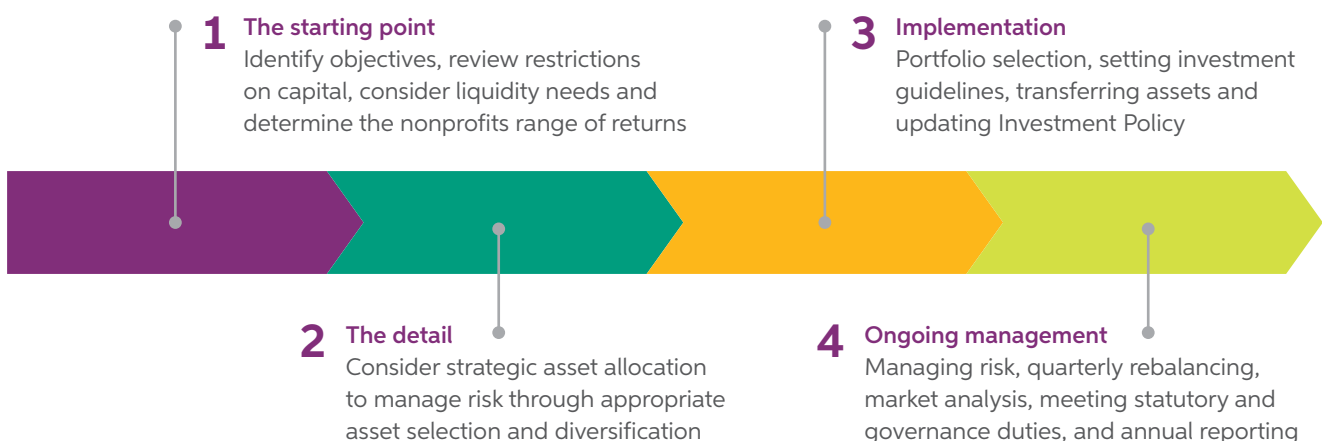 1 The starting point
Identify objectives, review restrictions
on capital, consider liquidity needs and
determine the nonprofits range of returns
2 The detail
Consider strategic asset allocation
to manage risk through appropriate
asset selection and diversification
3 Implementation
Portfolio selection, setting investment
guidelines, transferring assets and
updating Investment Policy
4 Ongoing management
Managing risk, quarterly rebalancing,
market analysis, meeting statutory and
governance duties, and annual reporting